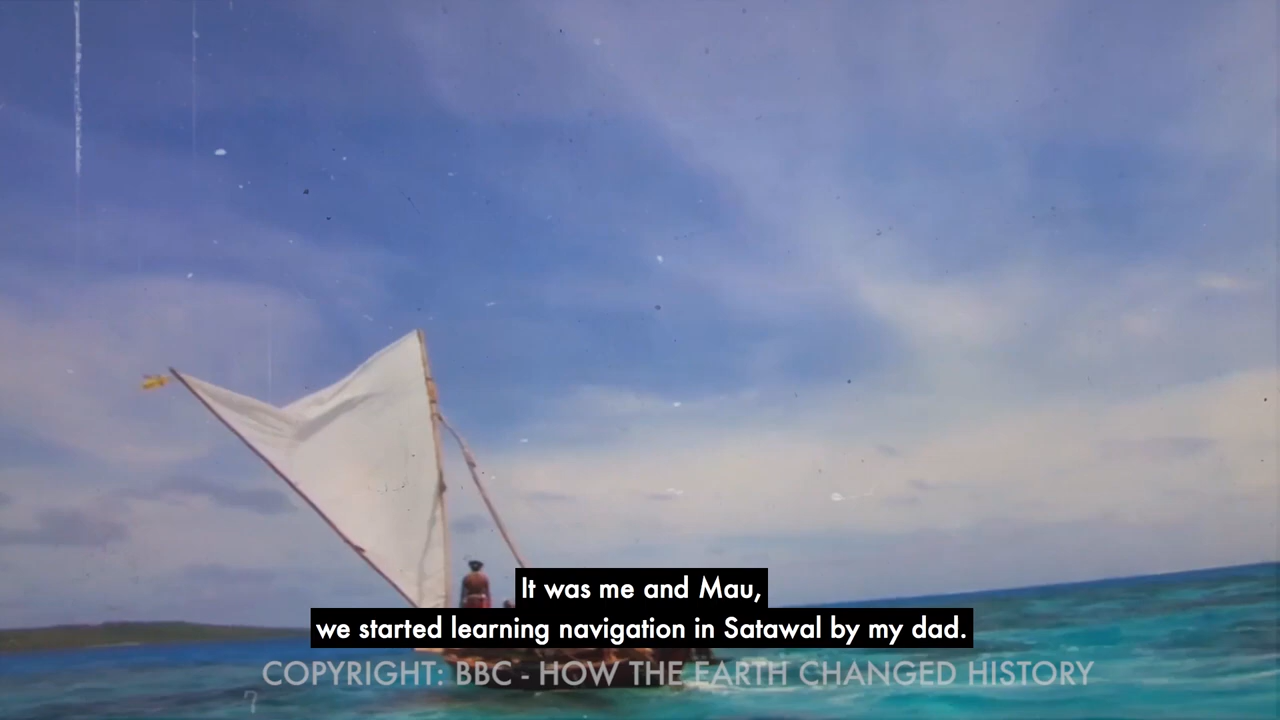 It was me and Mau,
we started learning navigation in Satawal by my dad.
COPYRIGHT: BBC - HOW THE EARTH CHANGED HISTORY